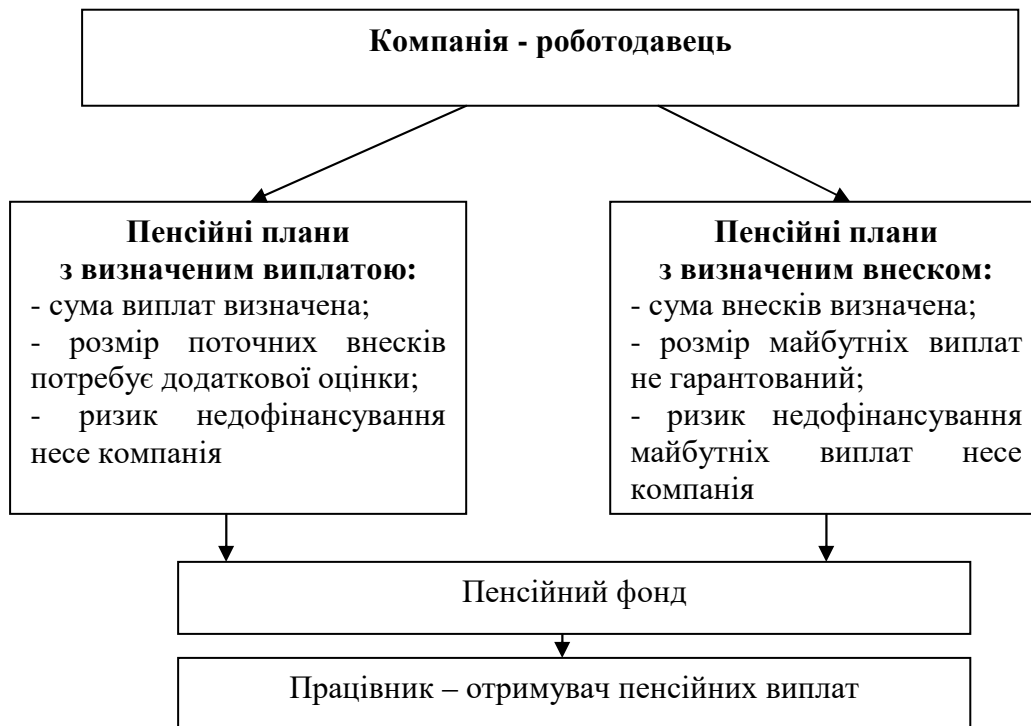 Компанія - роботодавець
Пенсійні плани
з визначеним виплатою:
- сума виплат визначена;
- розмір поточних внесків
потребує додаткової оцінки;
- ризик недофінансування
несе компанія
Пенсійні плани
з визначеним внеском:
- сума внесків визначена;
- розмір майбутніх виплат
не гарантований;
- ризик недофінансування
майбутніх виплат несе
компанія
Пенсійний фонд
Працівник – отримувач пенсійних виплат